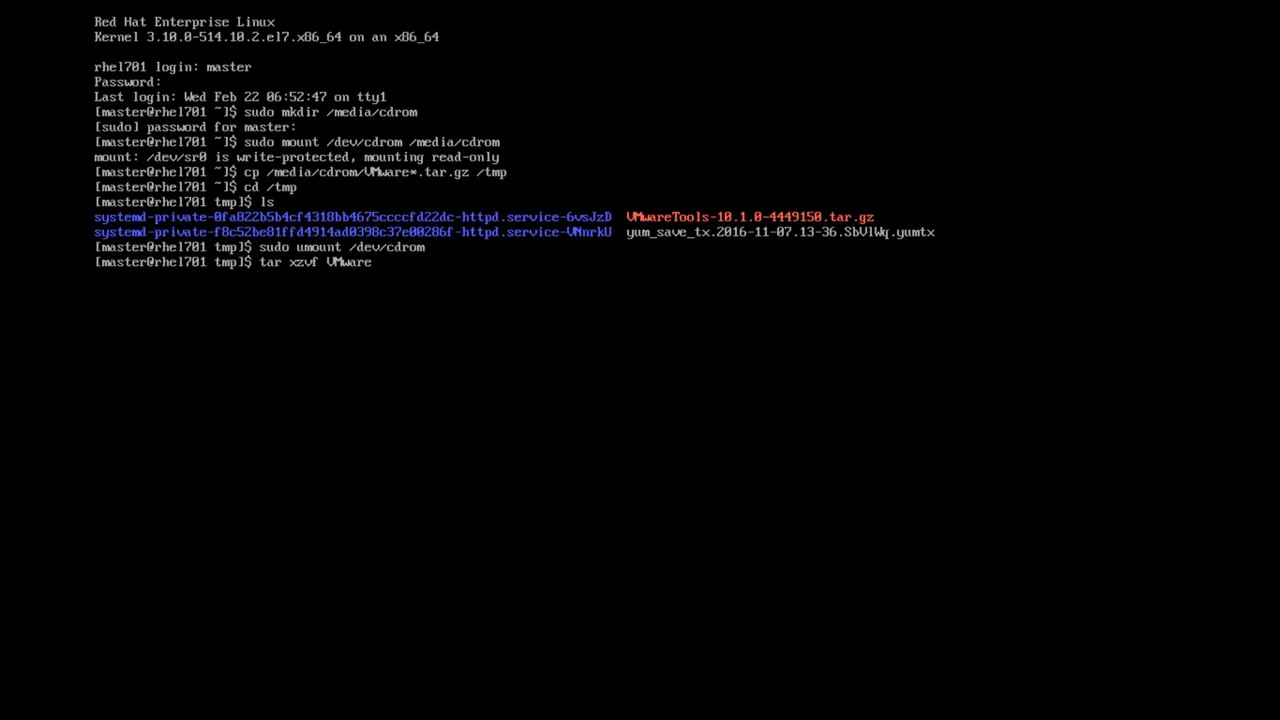 Red Hat Enterprise Linux
Kernel 3.10.0-514.10.2.el7.x86_64 on an x86_64
rhel701 login: master
Password:
Last login: Wed Feb 22 06:52:47 on tty1
[master@rhel701 ~]$ sudo mkdir /media/cdrom
[sudo] password for master:
[master@rhel701 ~]$ sudo mount /dev/cdrom /media/cdrom
mount: /dev/sr0 is write-protected, mounting read-only
[master@rhel701 ~]$ cp /media/cdrom/VMware*.tar.gz /tmp
[master@rhel701 ~]$ cd /tmp
[master@rhel701 tmp]$ ls
systemd-private-0fa822b5b4cf4318bb4675ccccfd22dc-httpd.service-6vsJzD VMwareTools-10.1.0-4449150.tar.gz
systemd-private-f8c52be81ffd4914ad0398c37e00286f-httpd.service-VMnrkU yum_save_tx.2016-11-07.13-36.SbVlWq.yumtx
[master@rhel701 tmp]$ sudo umount /dev/cdrom
[master@rhel701 tmp]$ tar xzvf VMware